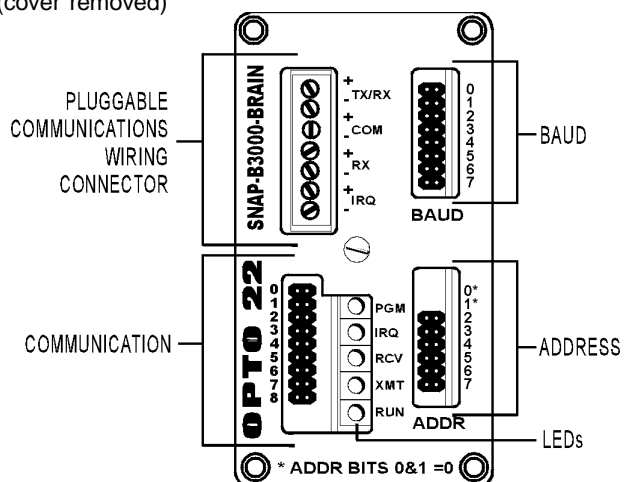 (cover removed)
PLUGGABLE
COMMUNICATIONS
WIRING
CONNECTOR
SNAP-B3000-BRAIN
+
-
TX/RX
+
-
COM
+
-
RX
+
-
IRQ
0
1
2
3
4
5
6
7
BAUD
BAUD
COMMUNICATION
OPTO 22
0
1
2
3
4
5
6
7
8
PGM
IRQ
RCV
XMT
RUN
0*
1*
2
3
4
5
6
7
ADDR
ADDRESS
LEDs
* ADDR BITS 0&1 =0